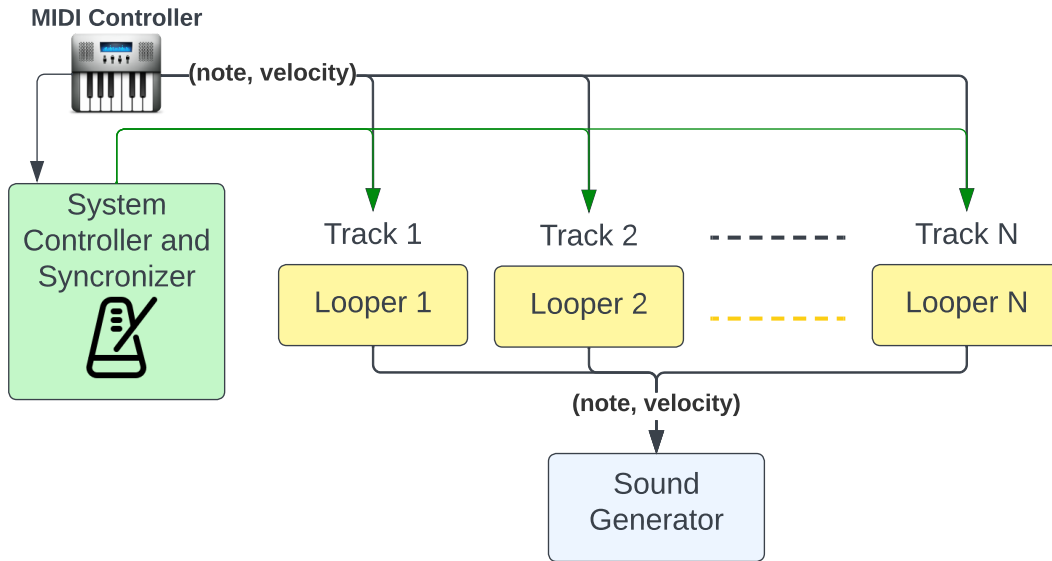 MIDI Controller
(note, velocity)
System
Controller and
Syncronizer
Track 1
Track 2
Track N
Looper 1
Looper 2
Looper N
(note, velocity)
Sound
Generator